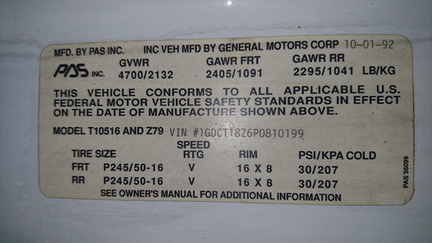 MFD. BY PAS INC. INC VEH MFD BY GENERAL MOTORS CORP 10-01-92
PAS INC. GVWR GAWR FRT GAWR RR
4700/2132 2405/1091 2295/1041 LB/KG
THIS VEHICLE CONFORMS TO ALL APPLICABLE U.S.
FEDERAL MOTOR VEHICLE SAFETY STANDARDS IN EFFECT
ON THE DATE OF MANUFACTURE SHOWN ABOVE.
MODEL T10516 AND Z79 VIN #1GDCT18Z6PO810199
TIRE SIZE SPEED RTG RIM PSI/KPA COLD
FRT P245/50-16 V 16 X 8 30/207
RR P245/50-16 V 16 X 8 30/207
SEE OWNER'S MANUAL FOR ADDITIONAL INFORMATION
PAS 56099